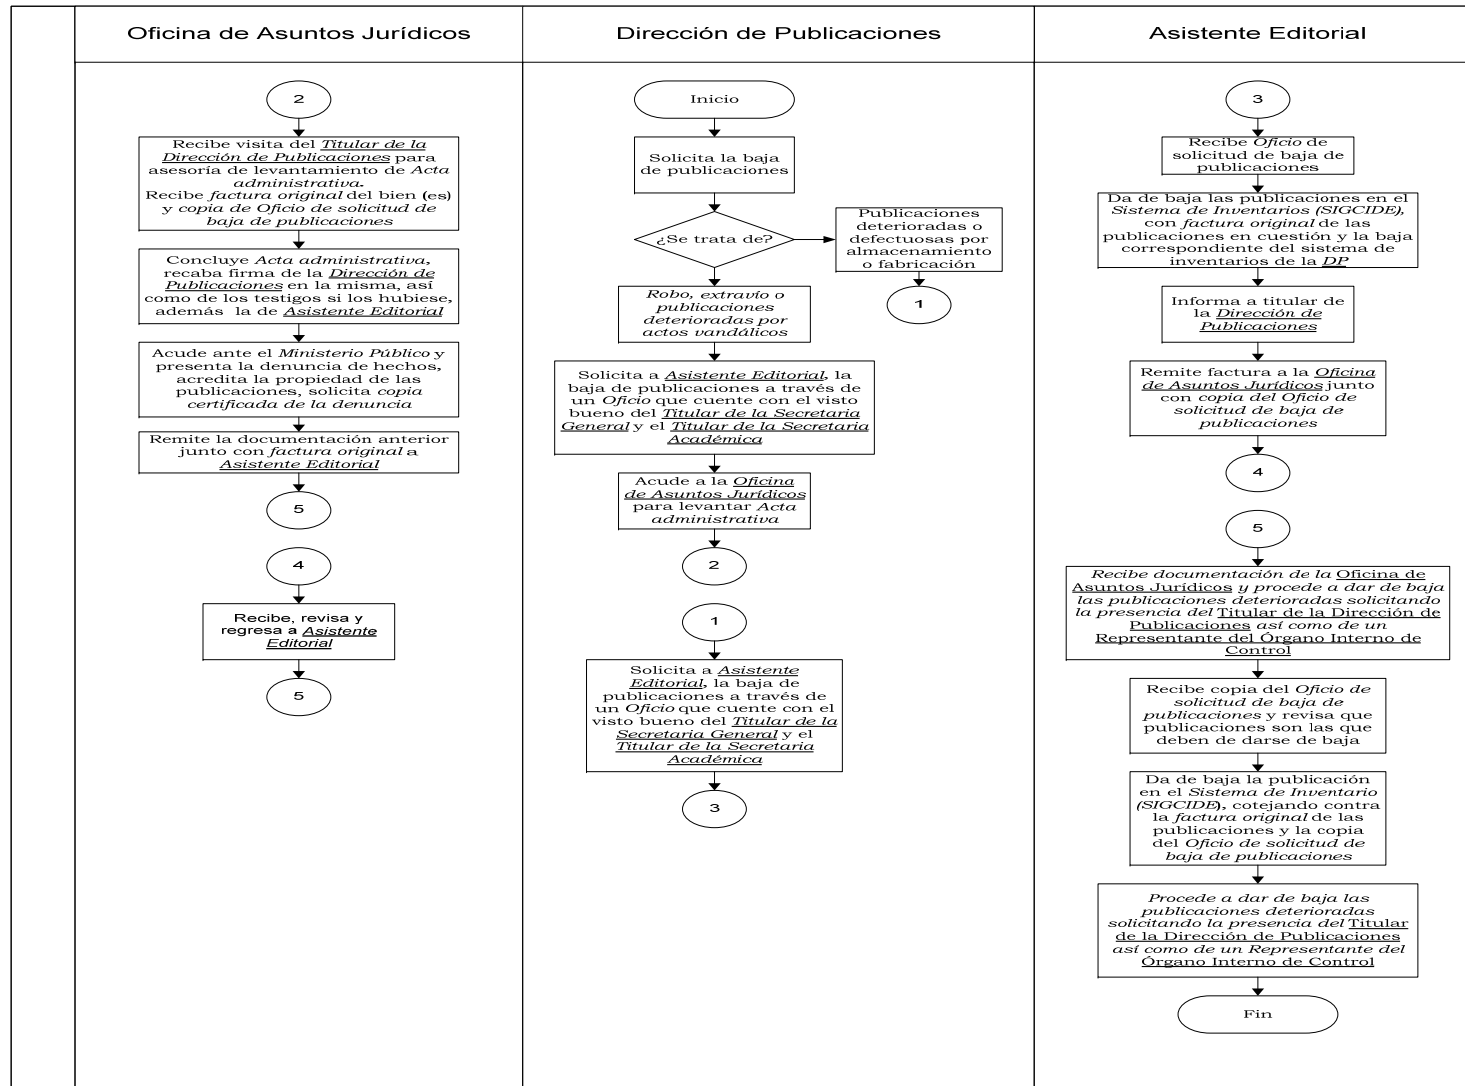 Oficina de Asuntos Jurídicos
2
Recibe visita del Titular de la
Dirección de Publicaciones para
asesoría de levantamiento de Acta
administrativa.
Recibe factura original del bien (es)
y copia de Oficio de solicitud de
baja de publicaciones
Concluye Acta administrativa,
recaba firma de la Dirección de
Publicaciones en la misma, así
como de los testigos si los hubiese,
además la de Asistente Editorial
Acude ante el Ministerio Público y
presenta la denuncia de hechos,
acredita la propiedad de las
publicaciones, solicita copia
certificada de la denuncia
Remite la documentación anterior
junto con factura original a
Asistente Editorial
5
4
Recibe, revisa y
regresa a Asistente
Editorial
5
Dirección de Publicaciones
Inicio
Solicita la baja
de publicaciones
¿Se trata de?
Publicaciones
deterioradas o
defectuosas por
almacenamiento
o fabricación
1
Robo, extravío o
publicaciones
deterioradas por
actos vandálicos
Solicita a Asistente Editorial, la
baja de publicaciones a través de
un Oficio que cuente con el visto
bueno del Titular de la Secretaria
General y el Titular de la Secretaria
Académica
Acude a la Oficina
de Asuntos Jurídicos
para levantar Acta
administrativa
2
1
Solicita a Asistente
Editorial, la baja de
publicaciones a través de
un Oficio que cuente con el
visto bueno del Titular de la
Secretaria General y el
Titular de la Secretaria
Académica
3
Asistente Editorial
3
Recibe Oficio de
solicitud de baja de
publicaciones
Da de baja las publicaciones en el
Sistema de Inventarios (SIGCIDE),
con factura original de las
publicaciones en cuestión y la baja
correspondiente del sistema de
inventarios de la DP
Informa a titular de
la Dirección de
Publicaciones
Remite factura a la Oficina
de Asuntos Jurídicos junto
con copia del Oficio de
solicitud de baja de
publicaciones
4
5
Recibe documentación de la Oficina de
Asuntos Jurídicos y procede a dar de baja
las publicaciones deterioradas solicitando
la presencia del Titular de la Dirección de
Publicaciones así como de un
Representante del Órgano Interno de
Control
Recibe copia del Oficio de
solicitud de baja de
publicaciones y revisa que
publicaciones son las que
deben de darse de baja
Da de baja la publicación
en el Sistema de Inventario
(SIGCIDE), cotejando contra
la factura original de las
publicaciones y la copia
del Oficio de solicitud de
baja de publicaciones
Procede a dar de baja las
publicaciones deterioradas
solicitando la presencia del Titular
de la Dirección de Publicaciones
así como de un Representante del
Órgano Interno de Control
Fin